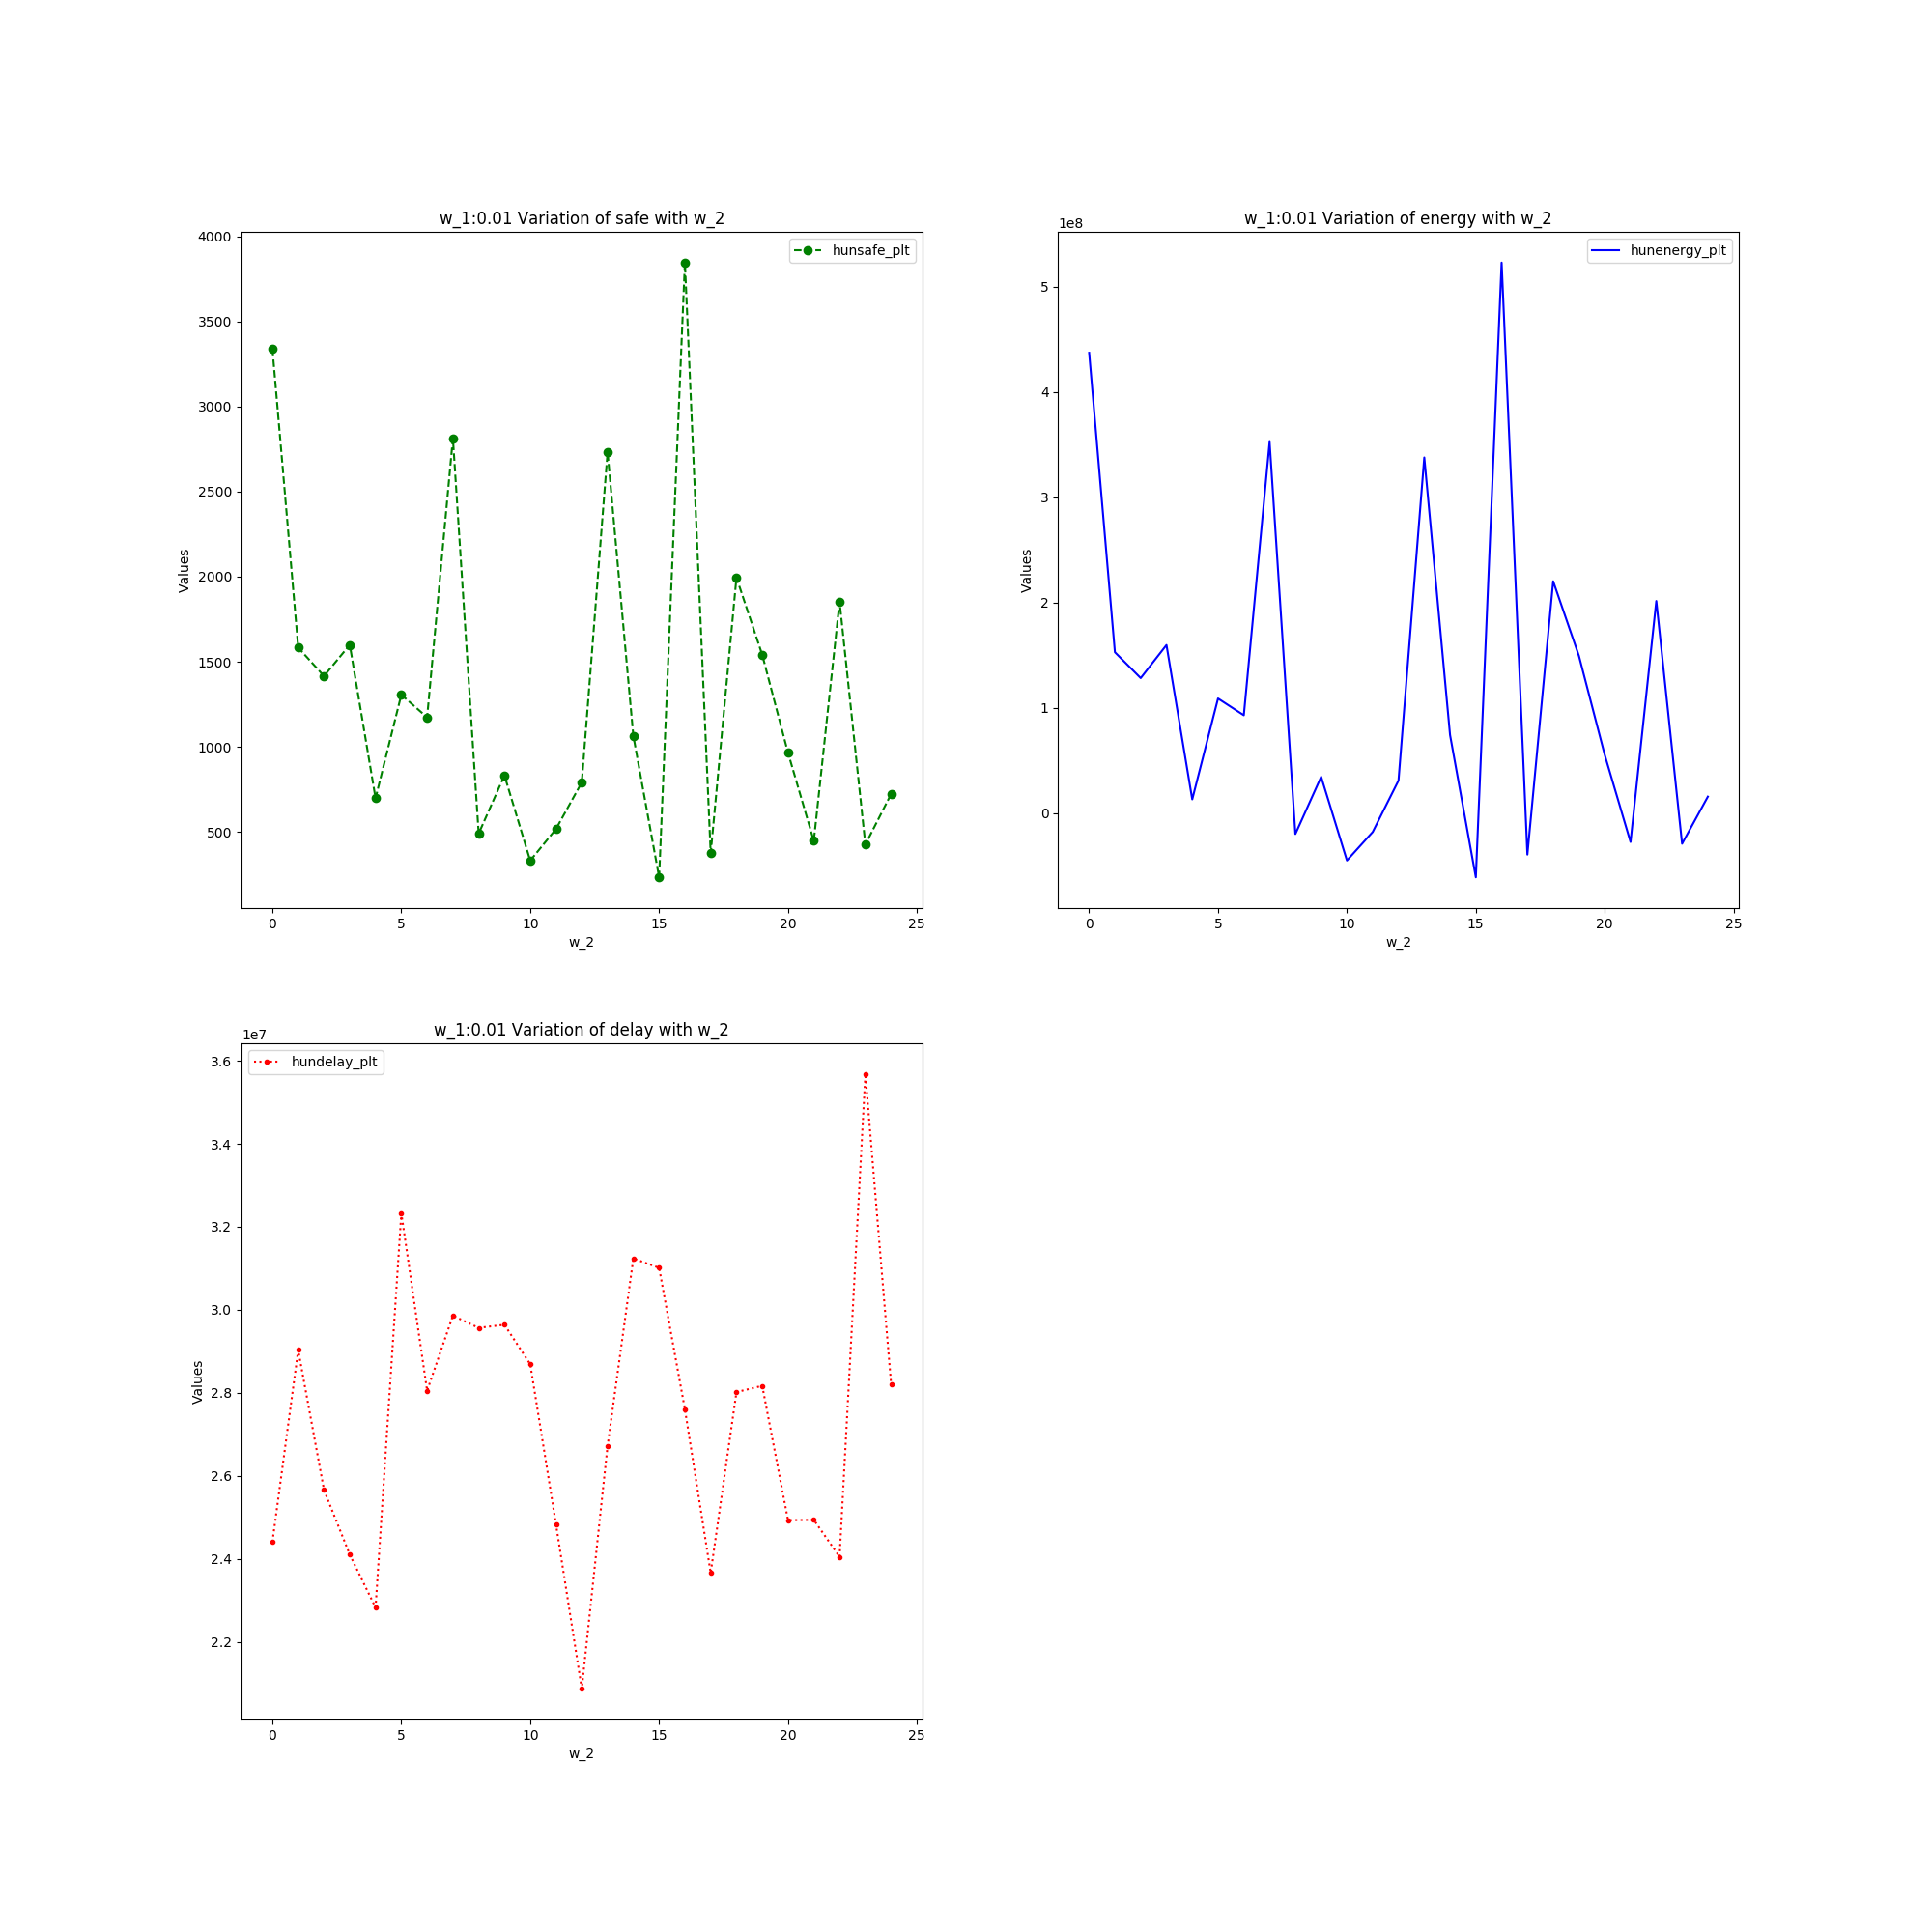 w_1:0.01 Variation of safe with w_2
4000
3500
3000
2500
2000
1500
1000
500
Values
hunsafe_plt
0 5 10 15 20 25
w_2
w_1:0.01 Variation of energy with w_2
1e8
5
4
3
2
1
0
Values
hunenergy_plt
0 5 10 15 20 25
w_2
w_1:0.01 Variation of delay with w_2
1e7
3.6
3.4
3.2
3.0
2.8
2.6
2.4
2.2
Values
hundelay_plt
0 5 10 15 20 25
w_2